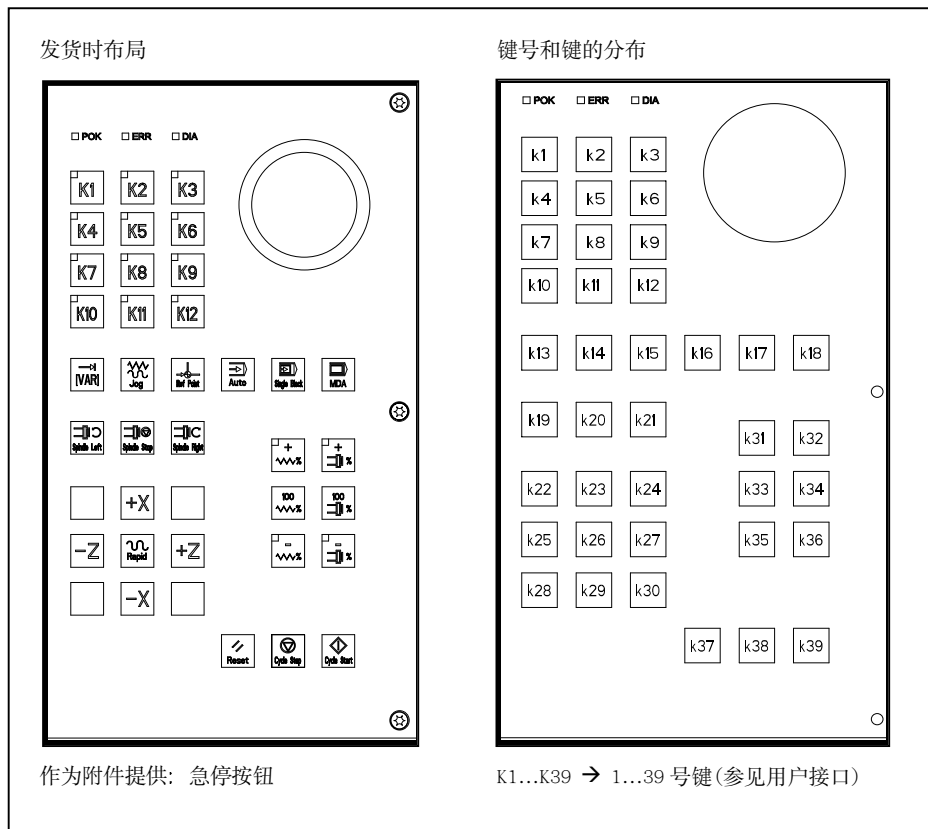 发货时布局
□ POK □ ERR □ DIA
K1 K2 K3
K4 K5 K6
K7 K8 K9
K10 K11 K12
[VAR] Jog Ref Point Auto Single Block MDA
Spindle Left Spindle Stop Spindle Right
+ % + %
100 % 100 %
- % - %
+X
-Z Rapid +Z
-X
Reset Cycle Stop Cycle Start
作为附件提供: 急停按钮
键号和键的分布
□ POK □ ERR □ DIA
k1 k2 k3
k4 k5 k6
k7 k8 k9
k10 k11 k12
k13 k14 k15 k16 k17 k18
k19 k20 k21
k31 k32
k22 k23 k24 k33 k34
k25 k26 k27 k35 k36
k28 k29 k30
k37 k38 k39
K1...K39 → 1...39 号键(参见用户接口)